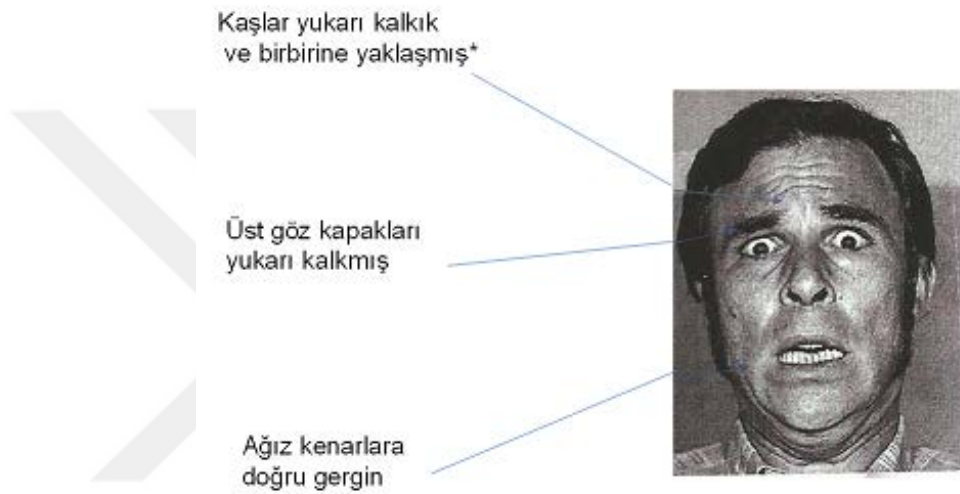 Kaşlar yukarı kalkık
ve birbirine yaklaşmış*
Üst göz kapakları
yukarı kalkmış
Ağız kenarlara
doğru gergin